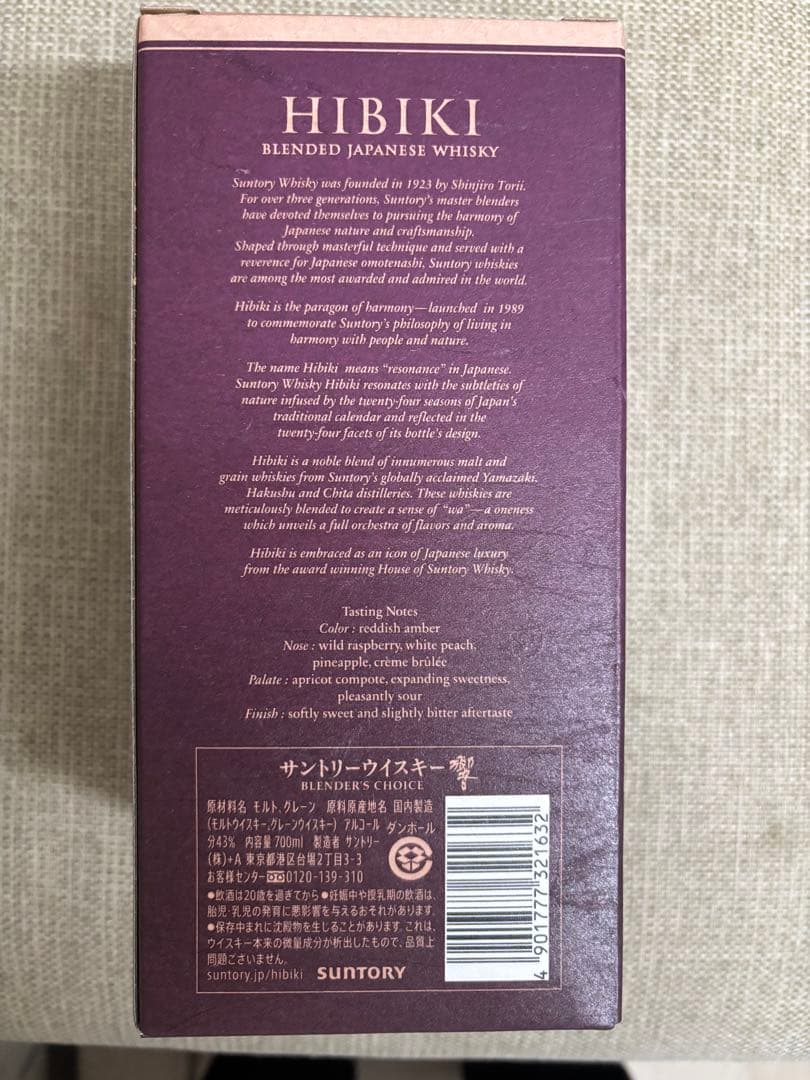 HIBIKI
BLENDED JAPANESE WHISKY
Suntory Whisky was founded in 1923 by Shinjiro Torii.
For over three generations, Suntory's master blenders
have devoted themselves to pursuing the harmony of
Japanese nature and craftsmanship.
Shaped through masterful technique and served with a
reverence for Japanese omotenashi, Suntory whiskies
are among the most awarded and admired in the world.
Hibiki is the paragon of harmony—launched in 1989
to commemorate Suntory's philosophy of living in
harmony with people and nature.
The name Hibiki means "resonance" in Japanese.
Suntory Whisky Hibiki resonates with the subtleties of
nature infused by the twenty-four seasons of Japan's
traditional calendar and reflected in the
twenty-four facets of its bottle's design.
Hibiki is a noble blend of innumerous malt and
grain whiskies from Suntory's globally acclaimed Yamazaki,
Hakushu and Chita distilleries. These whiskies are
meticulously blended to create a sense of "wa"—a oneness
which unveils a full orchestra of flavors and aroma.
Hibiki is embraced as an icon of Japanese luxury
from the award winning House of Suntory Whisky.
Tasting Notes
Color : reddish amber
Nose : wild raspberry, white peach,
pineapple, crème brûlée
Palate : apricot compote, expanding sweetness,
pleasantly sour
Finish : softly sweet and slightly bitter aftertaste
サントリーウイスキー 響
BLENDER'S CHOICE
原材料名 モルト、グレーン 原料原産地名 国内製造
(モルトウイスキー、グレーンウイスキー) アルコール
分43% 内容量 700ml 製造者 サントリー
(株)+A 東京都港区台場2丁目3-3
お客様センター 0120-139-310
ダンボール
●飲酒は20歳を過ぎてから ●妊娠中や授乳期の飲酒は、
胎児・乳児の発育に悪影響を与えるおそれがあります。
●保存中まれに沈殿物を生じることがあります。これは、
ウイスキー本来の微量成分が析出したもので、品質上
問題ございません。
suntory.jp/hibiki SUNTORY
4 901777 321632